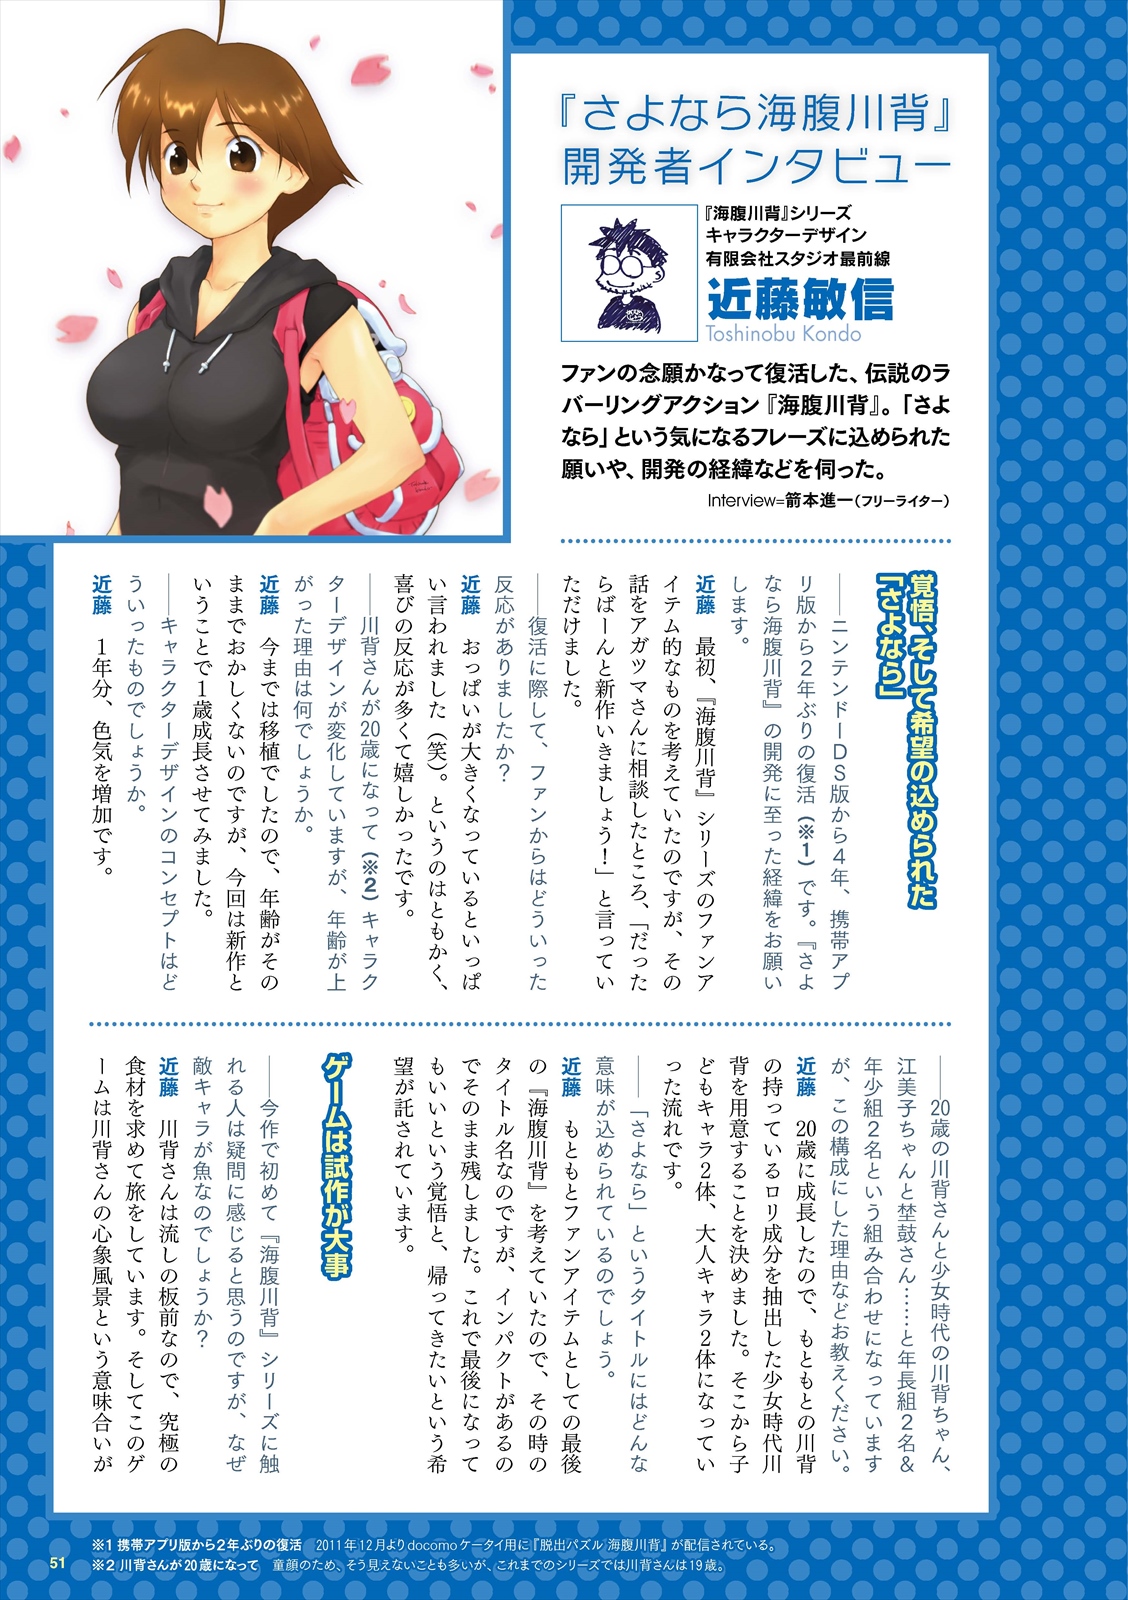 『さよなら海腹川背』
開発者インタビュー
『海腹川背』シリーズ
キャラクターデザイン
有限会社スタジオ最前線
近藤敏信
Toshinobu Kondo
ファンの念願かなって復活した、伝説のラ
バーリングアクション『海腹川背』。「さよ
なら」という気になるフレーズに込められた
願いや、開発の経緯などを伺った。
Interview=箭本進一(フリーライター)
覚悟、そして希望の込められた
「さよなら」
――ニンテンドーDS版から4年、携帯アプ
リ版から2年ぶりの復活(※1)です。『さよ
なら海腹川背』の開発に至った経緯をお願い
します。
近藤 最初、『海腹川背』シリーズのファンア
イテム的なものを考えていたのですが、その
話をアガツマさんに相談したところ、「だった
らばーんと新作いきましょう!」と言ってい
ただけました。
――復活に際して、ファンからはどういった
反応がありましたか?
近藤 おっぱいが大きくなっているといっぱ
い言われました(笑)。というのはともかく、
喜びの反応が多くて嬉しかったです。
――川背さんが20歳になって(※2)キャラク
ターデザインが変化していますが、年齢が上
がった理由は何でしょうか。
近藤 今までは移植でしたので、年齢がその
ままでおかしくないのですが、今回は新作と
いうことで1歳成長させてみました。
――キャラクターデザインのコンセプトはど
ういったものでしょうか。
近藤 1年分、色気を増加です。
――20歳の川背さんと少女時代の川背ちゃん、
江美子ちゃんと埜鼓さん……と年長組2名&
年少組2名という組み合わせになっています
が、この構成にした理由などお教えください。
近藤 20歳に成長したので、もともとの川背
の持っているロリ成分を抽出した少女時代川
背を用意することを決めました。そこから子
どもキャラ2体、大人キャラ2体になってい
った流れです。
――「さよなら」というタイトルにはどんな
意味が込められているのでしょう。
近藤 もともとファンアイテムとしての最後
の『海腹川背』を考えていたので、その時の
タイトル名なのですが、インパクトがあるの
でそのまま残しました。これで最後になって
もいいという覚悟と、帰ってきたいという希
望が託されています。
ゲームは試作が大事
――今作で初めて『海腹川背』シリーズに触
れる人は疑問に感じると思うのですが、なぜ
敵キャラが魚なのでしょうか?
近藤 川背さんは流しの板前なので、究極の
食材を求めて旅をしています。そしてこのゲ
ームは川背さんの心象風景という意味合いが
※1 携帯アプリ版から2年ぶりの復活 2011年12月よりdocomoケータイ用に『脱出パズル 海腹川背』が配信されている。
※2 川背さんが20歳になって 童顔のため、そう見えないことも多いが、これまでのシリーズでは川背さんは19歳。
51